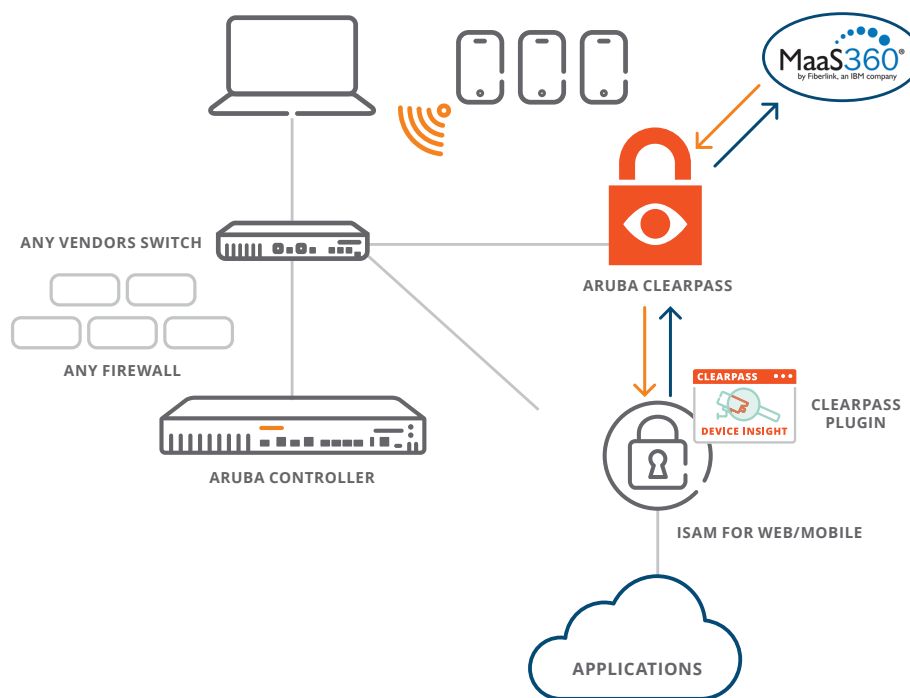 MaaS360®
by Fiberlink, an IBM company
ANY VENDORS SWITCH
ARUBA CLEARPASS
ANY FIREWALL
CLEARPASS
DEVICE INSIGHT
CLEARPASS
PLUGIN
ARUBA CONTROLLER
ISAM FOR WEB/MOBILE
APPLICATIONS